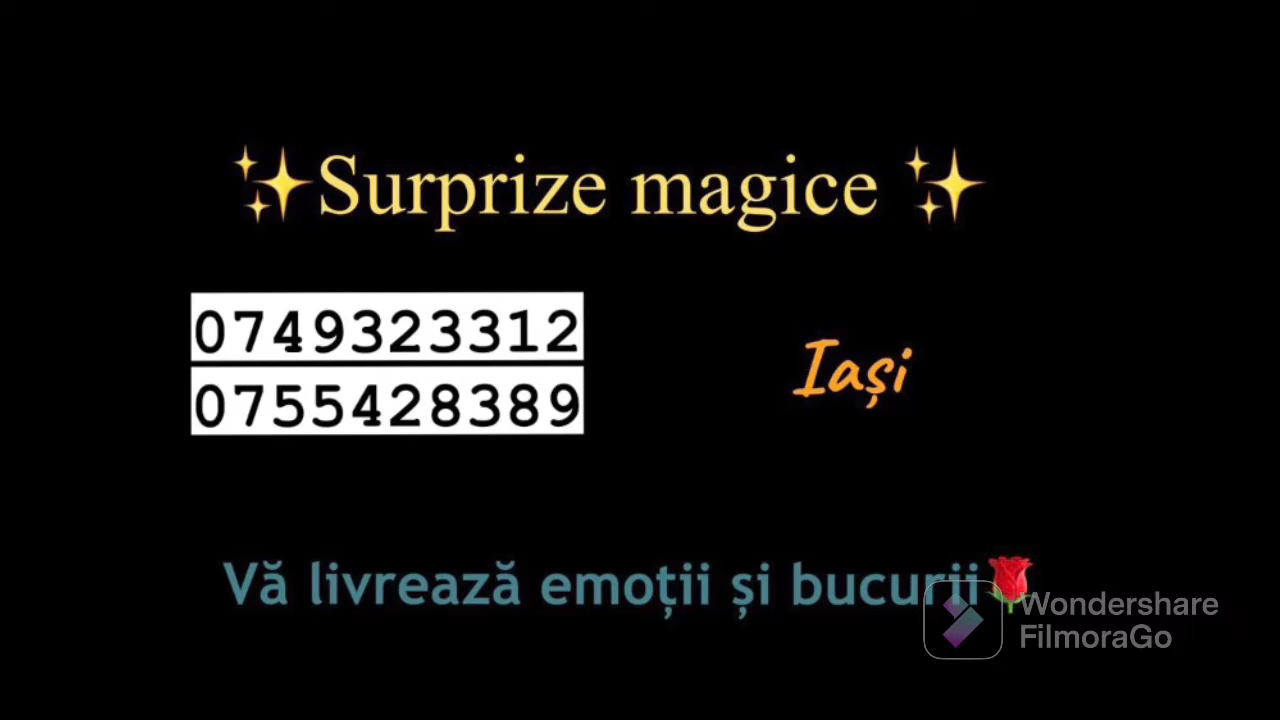 ✨Surprize magice ✨
0749323312
0755428389
Iași
Vă livrează emoții și bucurii🌹
Wondershare
FilmoraGo